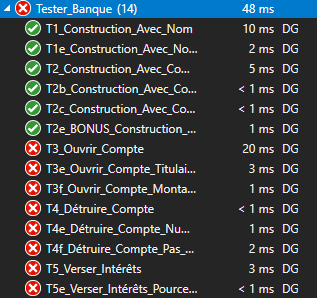 Tester_Banque (14) 48 ms
T1_Construction_Avec_Nom 10 ms DG
T1e_Construction_Avec_No... 2 ms DG
T2_Construction_Avec_Co... 5 ms DG
T2b_Construction_Avec_Co... < 1 ms DG
T2c_Construction_Avec_Co... < 1 ms DG
T2e_BONUS_Construction_... 1 ms DG
T3_Ouvrir_Compte 20 ms DG
T3e_Ouvrir_Compte_Titulai... 3 ms DG
T3f_Ouvrir_Compte_Monta... 1 ms DG
T4_Détruire_Compte < 1 ms DG
T4e_Détruire_Compte_Nu... 1 ms DG
T4f_Détruire_Compte_Pas_... 2 ms DG
T5_Verser_Intérêts 3 ms DG
T5e_Verser_Intérêts_Pource... < 1 ms DG